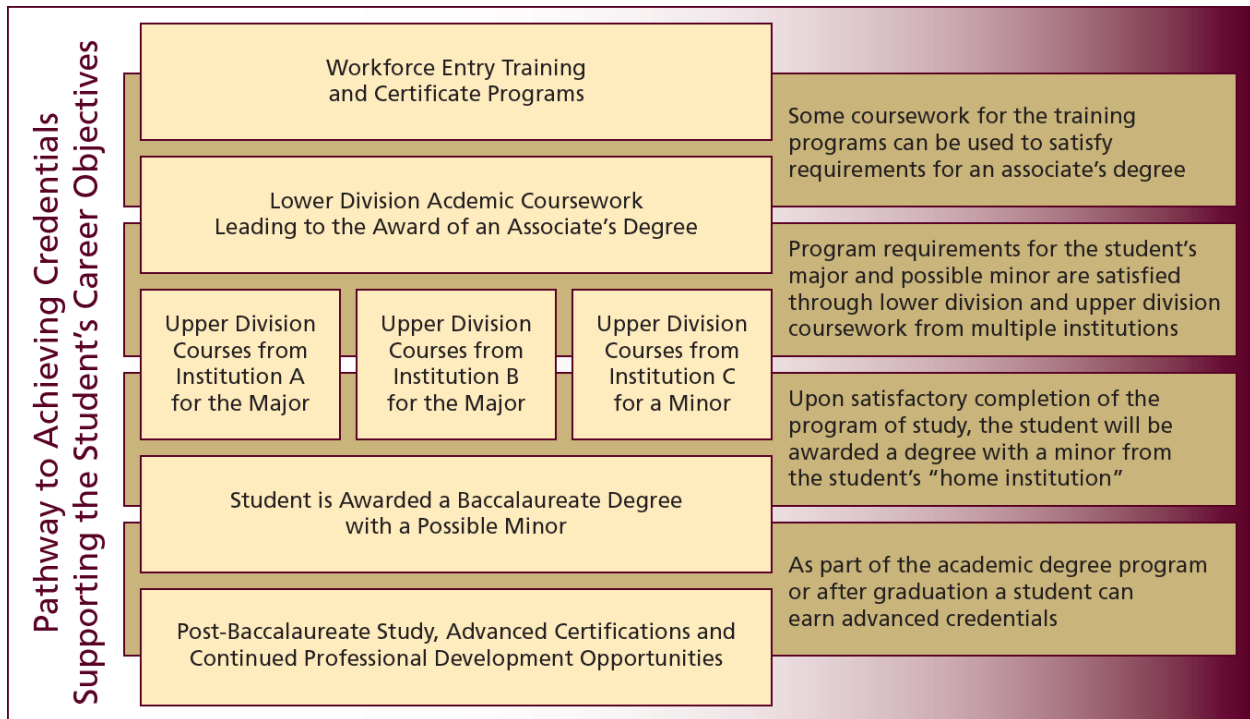 Pathway to Achieving Credentials
Supporting the Student's Career Objectives
Workforce Entry Training
and Certificate Programs
Some coursework for the training
programs can be used to satisfy
requirements for an associate's degree
Lower Division Acdemic Coursework
Leading to the Award of an Associate's Degree
Program requirements for the student's
major and possible minor are satisfied
through lower division and upper division
coursework from multiple institutions
Upper Division
Courses from
Institution A
for the Major
Upper Division
Courses from
Institution B
for the Major
Upper Division
Courses from
Institution C
for a Minor
Upon satisfactory completion of the
program of study, the student will be
awarded a degree with a minor from
the student's “home institution”
Student is Awarded a Baccalaureate Degree
with a Possible Minor
As part of the academic degree program
or after graduation a student can
earn advanced credentials
Post-Baccalaureate Study, Advanced Certifications and
Continued Professional Development Opportunities